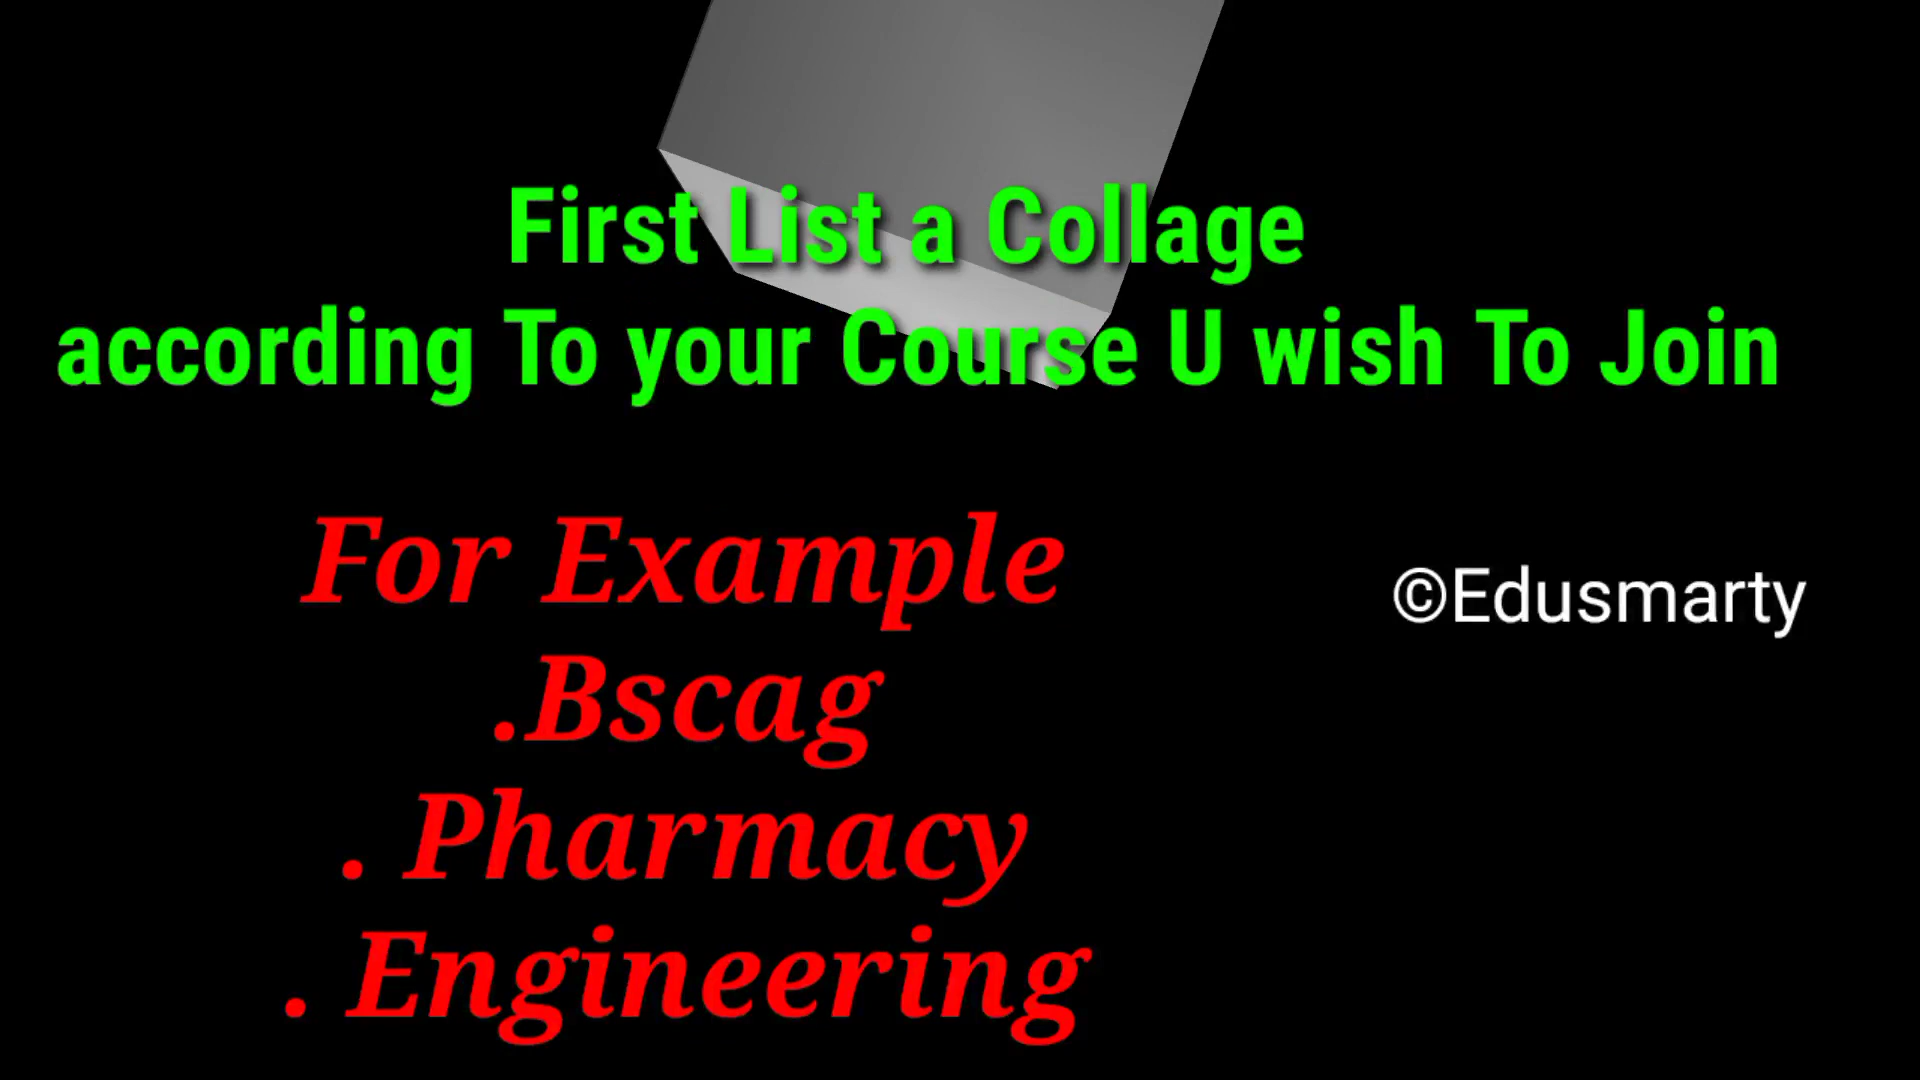 First List a Collage
according To your Course U wish To Join
For Example
©Edusmarty
.Bscag
. Pharmacy
. Engineering